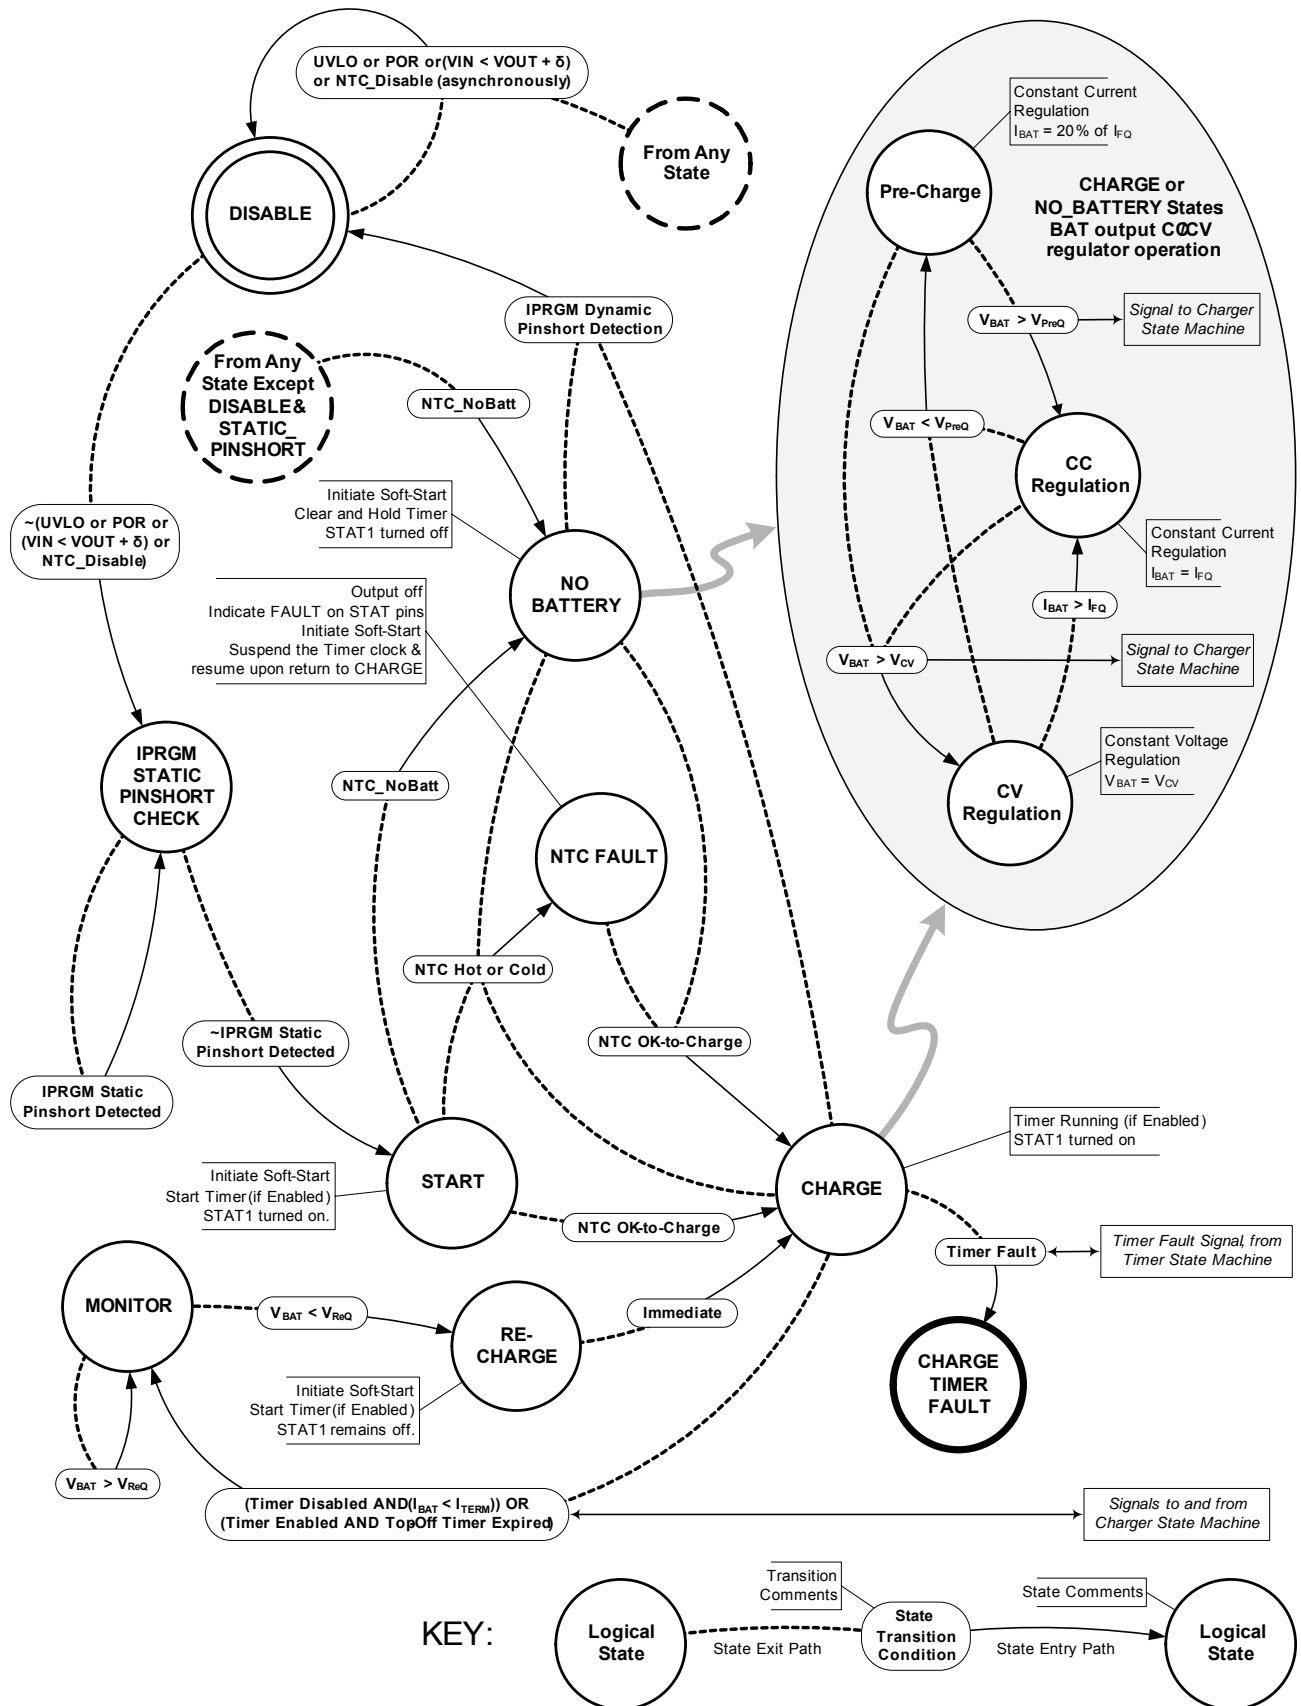 UVLO or POR or(VIN < VOUT + δ)
or NTC_Disable (asynchronously)
From Any
State
DISABLE
IPRGM Dynamic
Pinshort Detection
From Any
State Except
DISABLE &
STATIC_
PINSHORT
NTC_NoBatt
Initiate Soft-Start
Clear and Hold Timer
STAT1 turned off
~(UVLO or POR or
(VIN < VOUT + δ) or
NTC_Disable)
NO
BATTERY
Output off
Indicate FAULT on STAT pins
Initiate Soft-Start
Suspend the Timer clock &
resume upon return to CHARGE
IPRGM
STATIC
PINSHORT
CHECK
NTC_NoBatt
NTC FAULT
NTC Hot or Cold
NTC OK-to-Charge
~IPRGM Static
Pinshort Detected
IPRGM Static
Pinshort Detected
Constant Current
Regulation
IBAT = 20% of IFQ
Pre-Charge
CHARGE or
NO_BATTERY States
BAT output CC/CV
regulator operation
VBAT > VPreQ
Signal to Charger
State Machine
VBAT < VPreQ
CC
Regulation
Constant Current
Regulation
IBAT = IFQ
IBAT > IFQ
VBAT > VCV
Signal to Charger
State Machine
Constant Voltage
Regulation
VBAT = VCV
CV
Regulation
Initiate Soft-Start
Start Timer (if Enabled)
STAT1 turned on.
START
NTC OK-to-Charge
CHARGE
Timer Running (if Enabled)
STAT1 turned on
Timer Fault
Timer Fault Signal, from
Timer State Machine
MONITOR
VBAT < VReQ
RE-
CHARGE
Immediate
CHARGE
TIMER
FAULT
Initiate Soft-Start
Start Timer (if Enabled)
STAT1 remains off.
VBAT > VReQ
(Timer Disabled AND(IBAT < ITERM)) OR
(Timer Enabled AND Top-Off Timer Expired)
Signals to and from
Charger State Machine
KEY:
Logical
State
Transition
Comments
State Exit Path
State
Transition
Condition
State Entry Path
State Comments
Logical
State